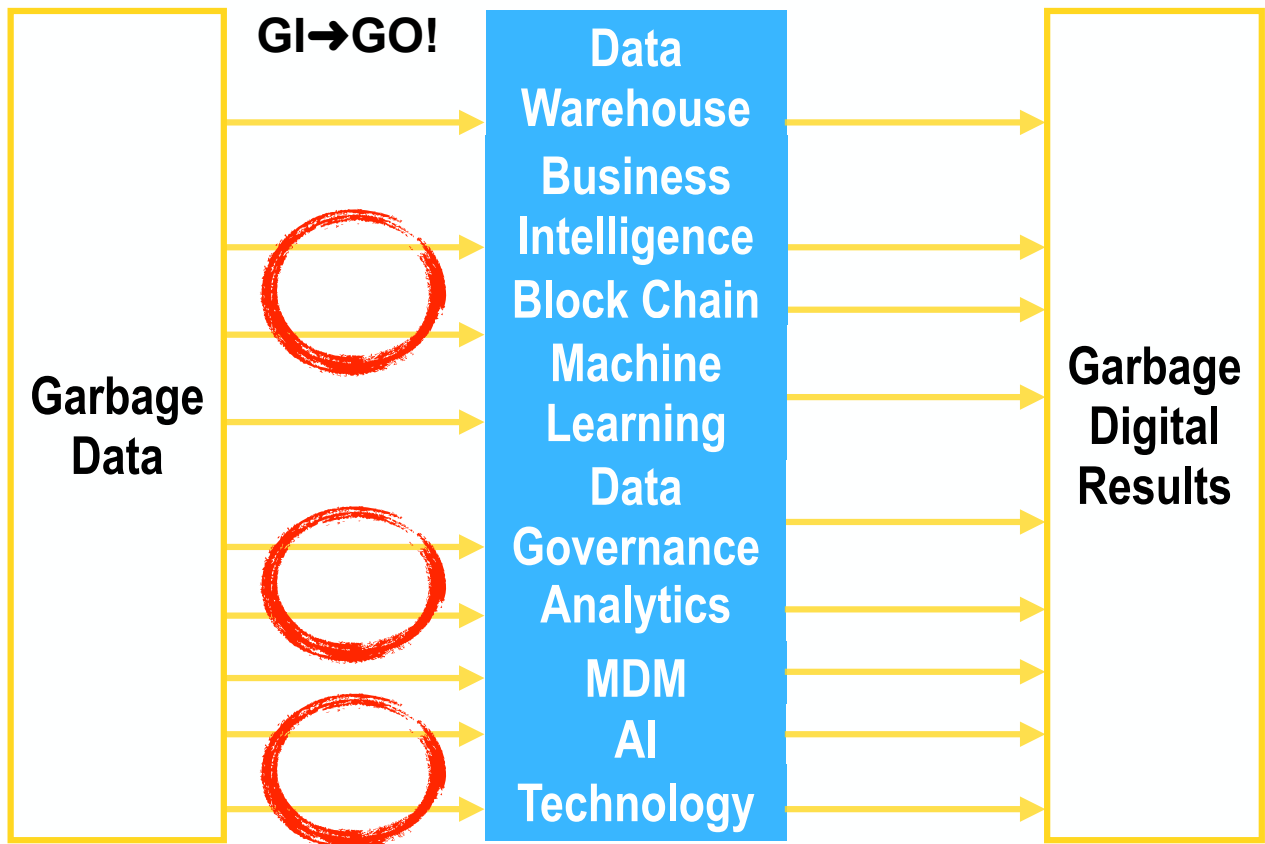 GI➜GO!
Garbage
Data
Data
Warehouse
Business
Intelligence
Block Chain
Machine
Learning
Data
Governance
Analytics
MDM
AI
Technology
Garbage
Digital
Results